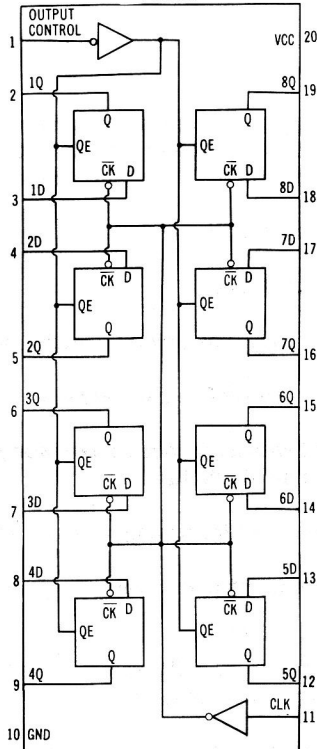 OUTPUT
CONTROL
1
VCC 20
1Q
2
8Q
19
Q
Q
QE
QE
CK D
CK D
1D
3
8D
18
2D
4
7D
17
CK D
CK D
QE
QE
Q
Q
2Q
5
7Q
16
3Q
6
6Q
15
Q
Q
QE
QE
CK D
CK D
3D
7
6D
14
4D
8
5D
13
CK D
CK D
QE
QE
Q
Q
4Q
9
5Q
12
CLK
11
10 GND